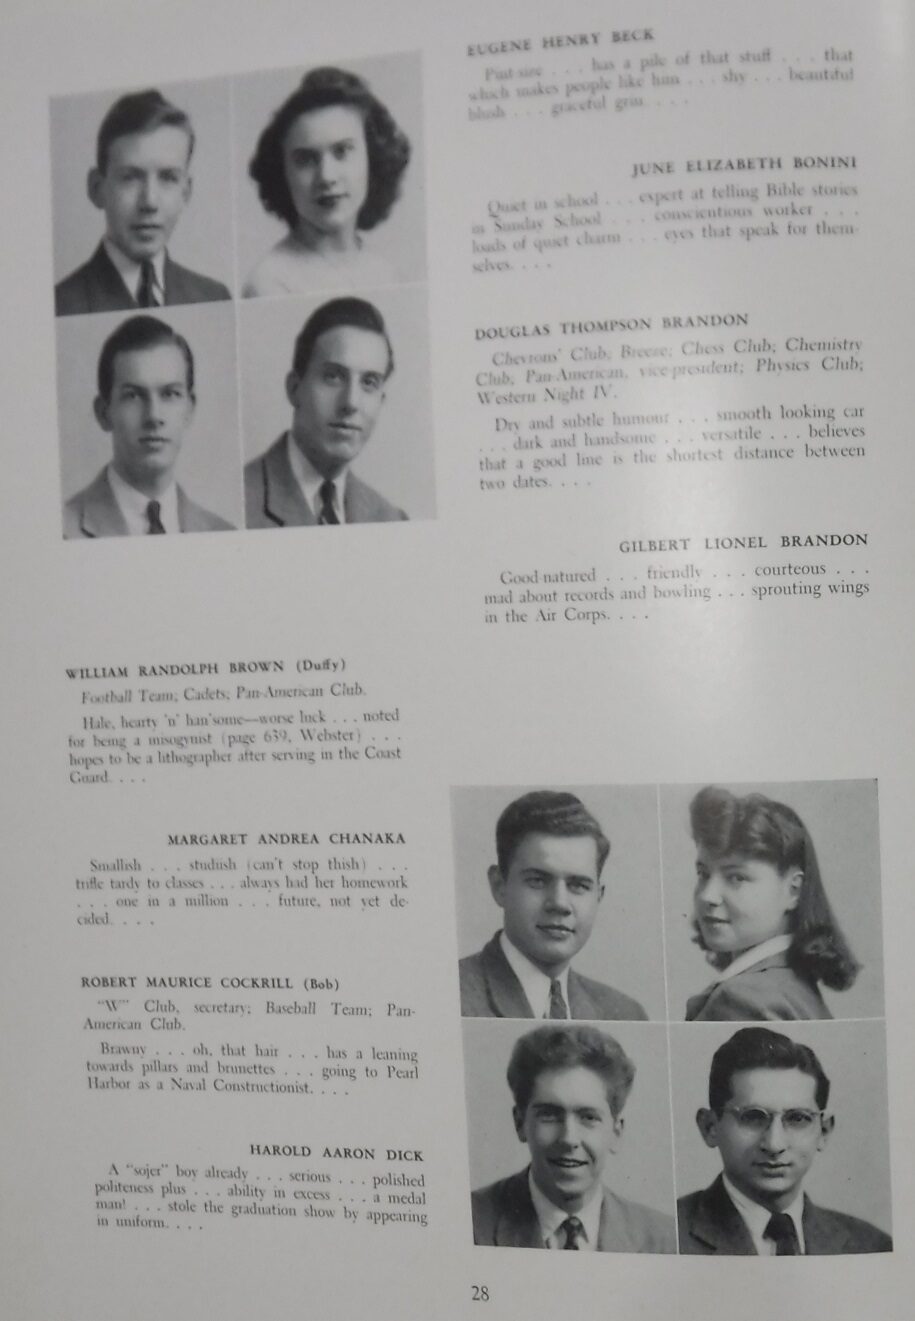 EUGENE HENRY BECK
Pint size . . . has a pile of that stuff . . . that
which makes people like him . . . shy . . . beautiful
blush . . . graceful grin. . . .
JUNE ELIZABETH BONINI
Quiet in school . . . expert at telling Bible stories
in Sunday School . . . conscientious worker . . .
loads of quiet charm . . . eyes that speak for them-
selves. . . .
DOUGLAS THOMPSON BRANDON
Chevrons' Club; Breeze; Chess Club; Chemistry
Club; Pan-American, vice-president; Physics Club;
Western Night IV.
Dry and subtle humour . . . smooth looking car
. . . dark and handsome . . . versatile . . . believes
that a good line is the shortest distance between
two dates. . . .
GILBERT LIONEL BRANDON
Good-natured . . . friendly . . . courteous . . .
mad about records and bowling . . . sprouting wings
in the Air Corps. . . .
WILLIAM RANDOLPH BROWN (Duffy)
Football Team; Cadets; Pan-American Club.
Hale, hearty 'n' han'some—worse luck . . . noted
for being a misogynist (page 639, Webster) . . .
hopes to be a lithographer after serving in the Coast
Guard. . . .
MARGARET ANDREA CHANAKA
Smallish . . . studish (can't stop thish) . . .
trifle tardy to classes . . . always had her homework
. . . one in a million . . . future, not yet de-
cided. . . .
ROBERT MAURICE COCKRILL (Bob)
"W" Club, secretary; Baseball Team; Pan-
American Club.
Brawny . . . oh, that hair . . . has a leaning
towards pillars and brunettes . . . going to Pearl
Harbor as a Naval Constructionist. . . .
HAROLD AARON DICK
A "sojer" boy already . . . serious . . . polished
politeness plus . . . ability in excess . . . a medal
man! . . . stole the graduation show by appearing
in uniform. . . .
28